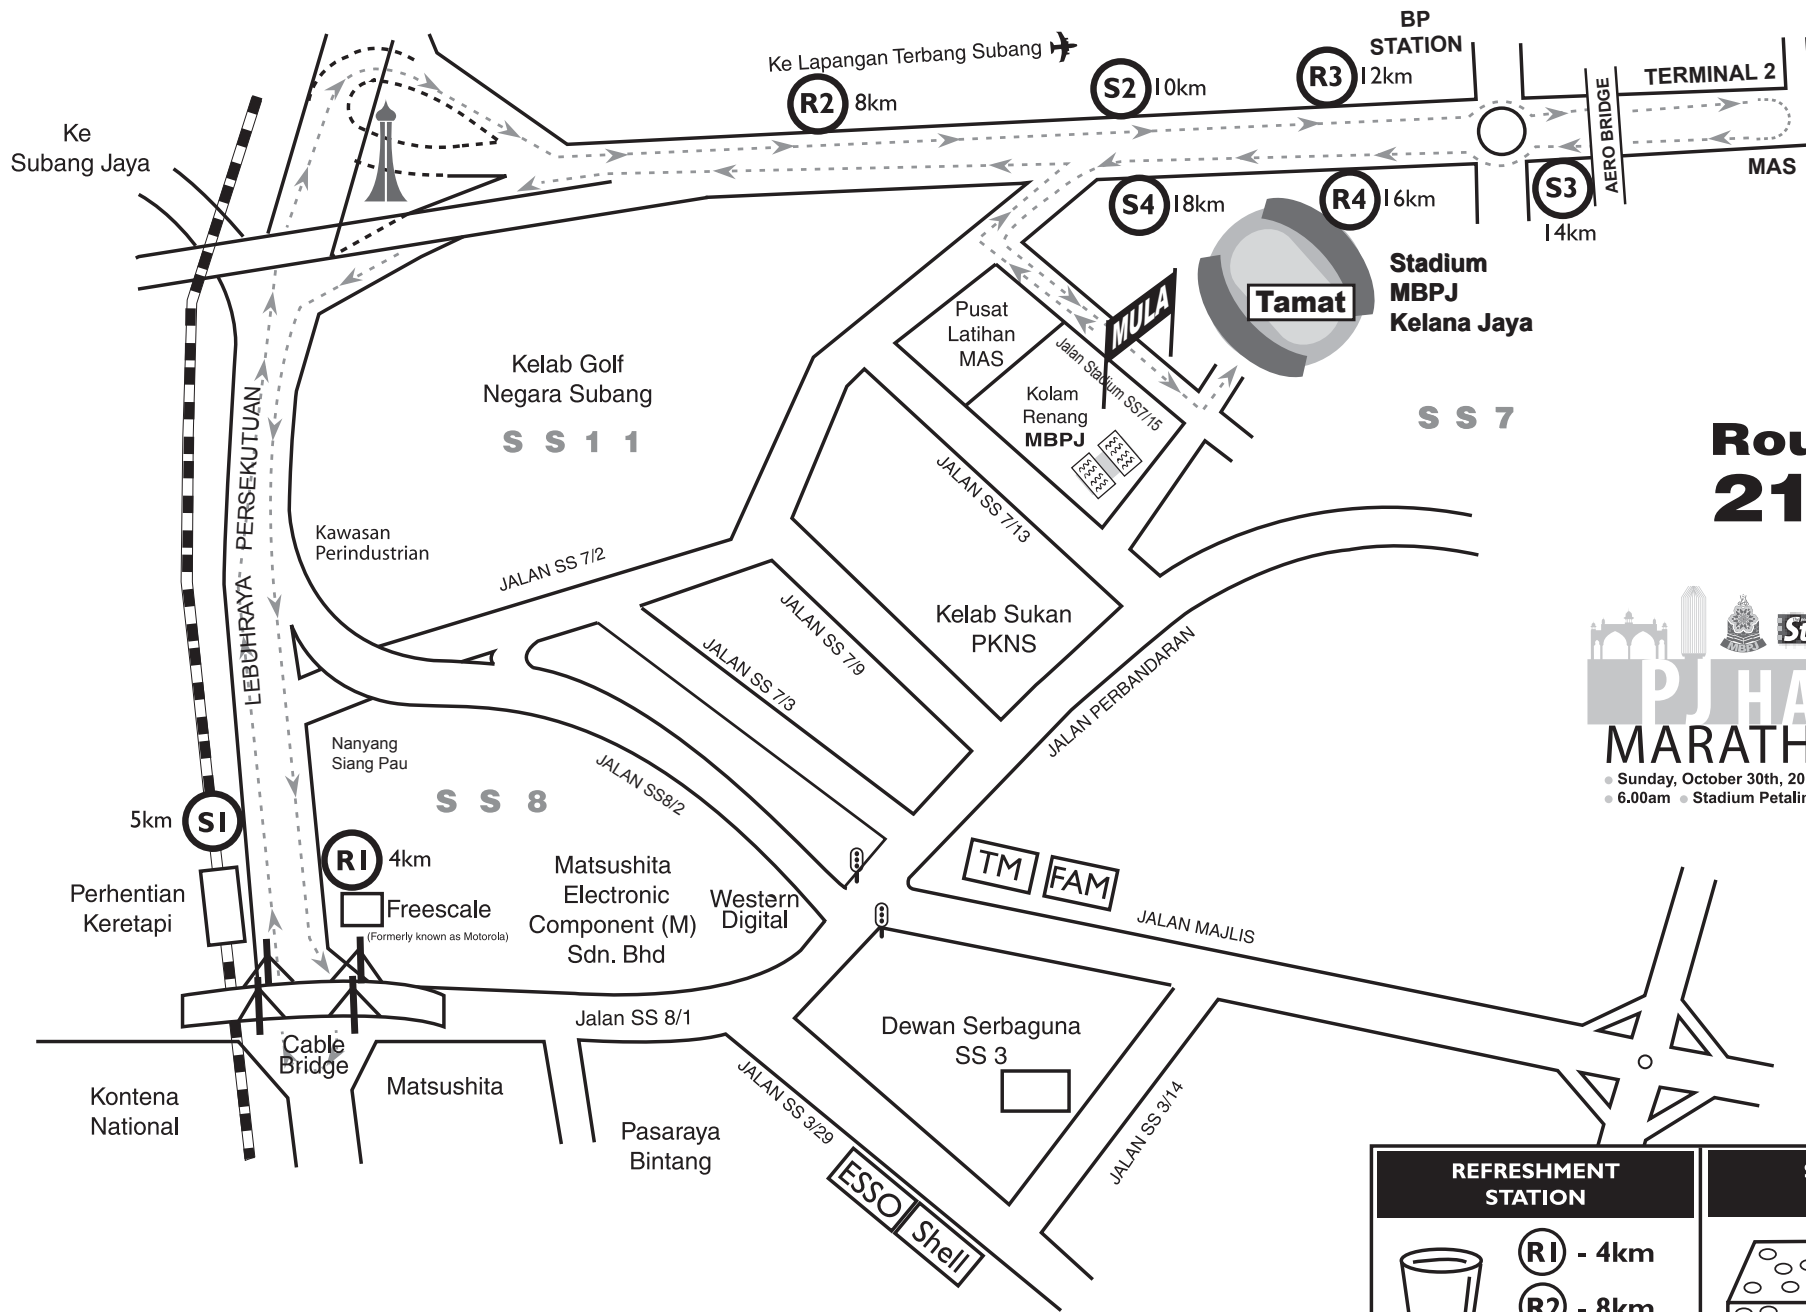 BP
STATION
Ke Lapangan Terbang Subang
R2 8km
S2 10km
R3 12km
TERMINAL 2
AERO BRIDGE
MAS
Ke
Subang Jaya
S4 18km
R4 16km
S3
14km
Stadium
MBPJ
Kelana Jaya
Tamat
MULA
Pusat
Latihan
MAS
Jalan Stadium SS7/15
Kolam
Renang
MBPJ
Kelab Golf
Negara Subang
SS11
SS7
LEBUHRAYA PERSEKUTUAN
Kawasan
Perindustrian
JALAN SS 7/2
JALAN SS 7/13
Kelab Sukan
PKNS
JALAN SS 7/9
JALAN SS 7/3
JALAN PERBANDARAN
Rou
21
MBPJ
PJ HA
MARATH
Sunday, October 30th, 20
6.00am Stadium Petalin
Nanyang
Siang Pau
JALAN SS8/2
SS8
5km S1
R1 4km
Perhentian
Keretapi
Freescale
(Formerly known as Motorola)
Matsushita
Electronic
Component (M)
Sdn. Bhd
Western
Digital
TM
FAM
JALAN MAJLIS
Jalan SS 8/1
Cable
Bridge
Dewan Serbaguna
SS 3
Kontena
National
Matsushita
JALAN SS 3/29
JALAN SS 3/14
Pasaraya
Bintang
ESSO
Shell
REFRESHMENT
STATION
R1 - 4km
R2 - 8km